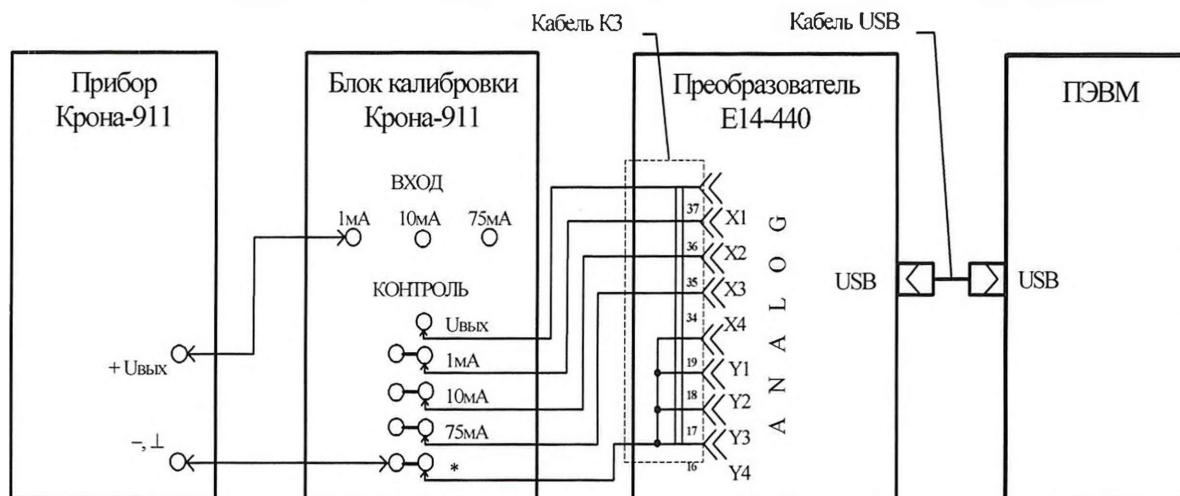 Кабель К3
Кабель USB
Прибор
Крона-911
Блок калибровки
Крона-911
Преобразователь
Е14-440
ПЭВМ
ВХОД
1мА 10мА 75мА
КОНТРОЛЬ
Uвых
1мА
10мА
75мА
*
+ Uвых
–, ⊥
37 X1
36 X2
35 X3
34 X4
19 Y1
18 Y2
17 Y3
16 Y4
ANALOG
USB
USB